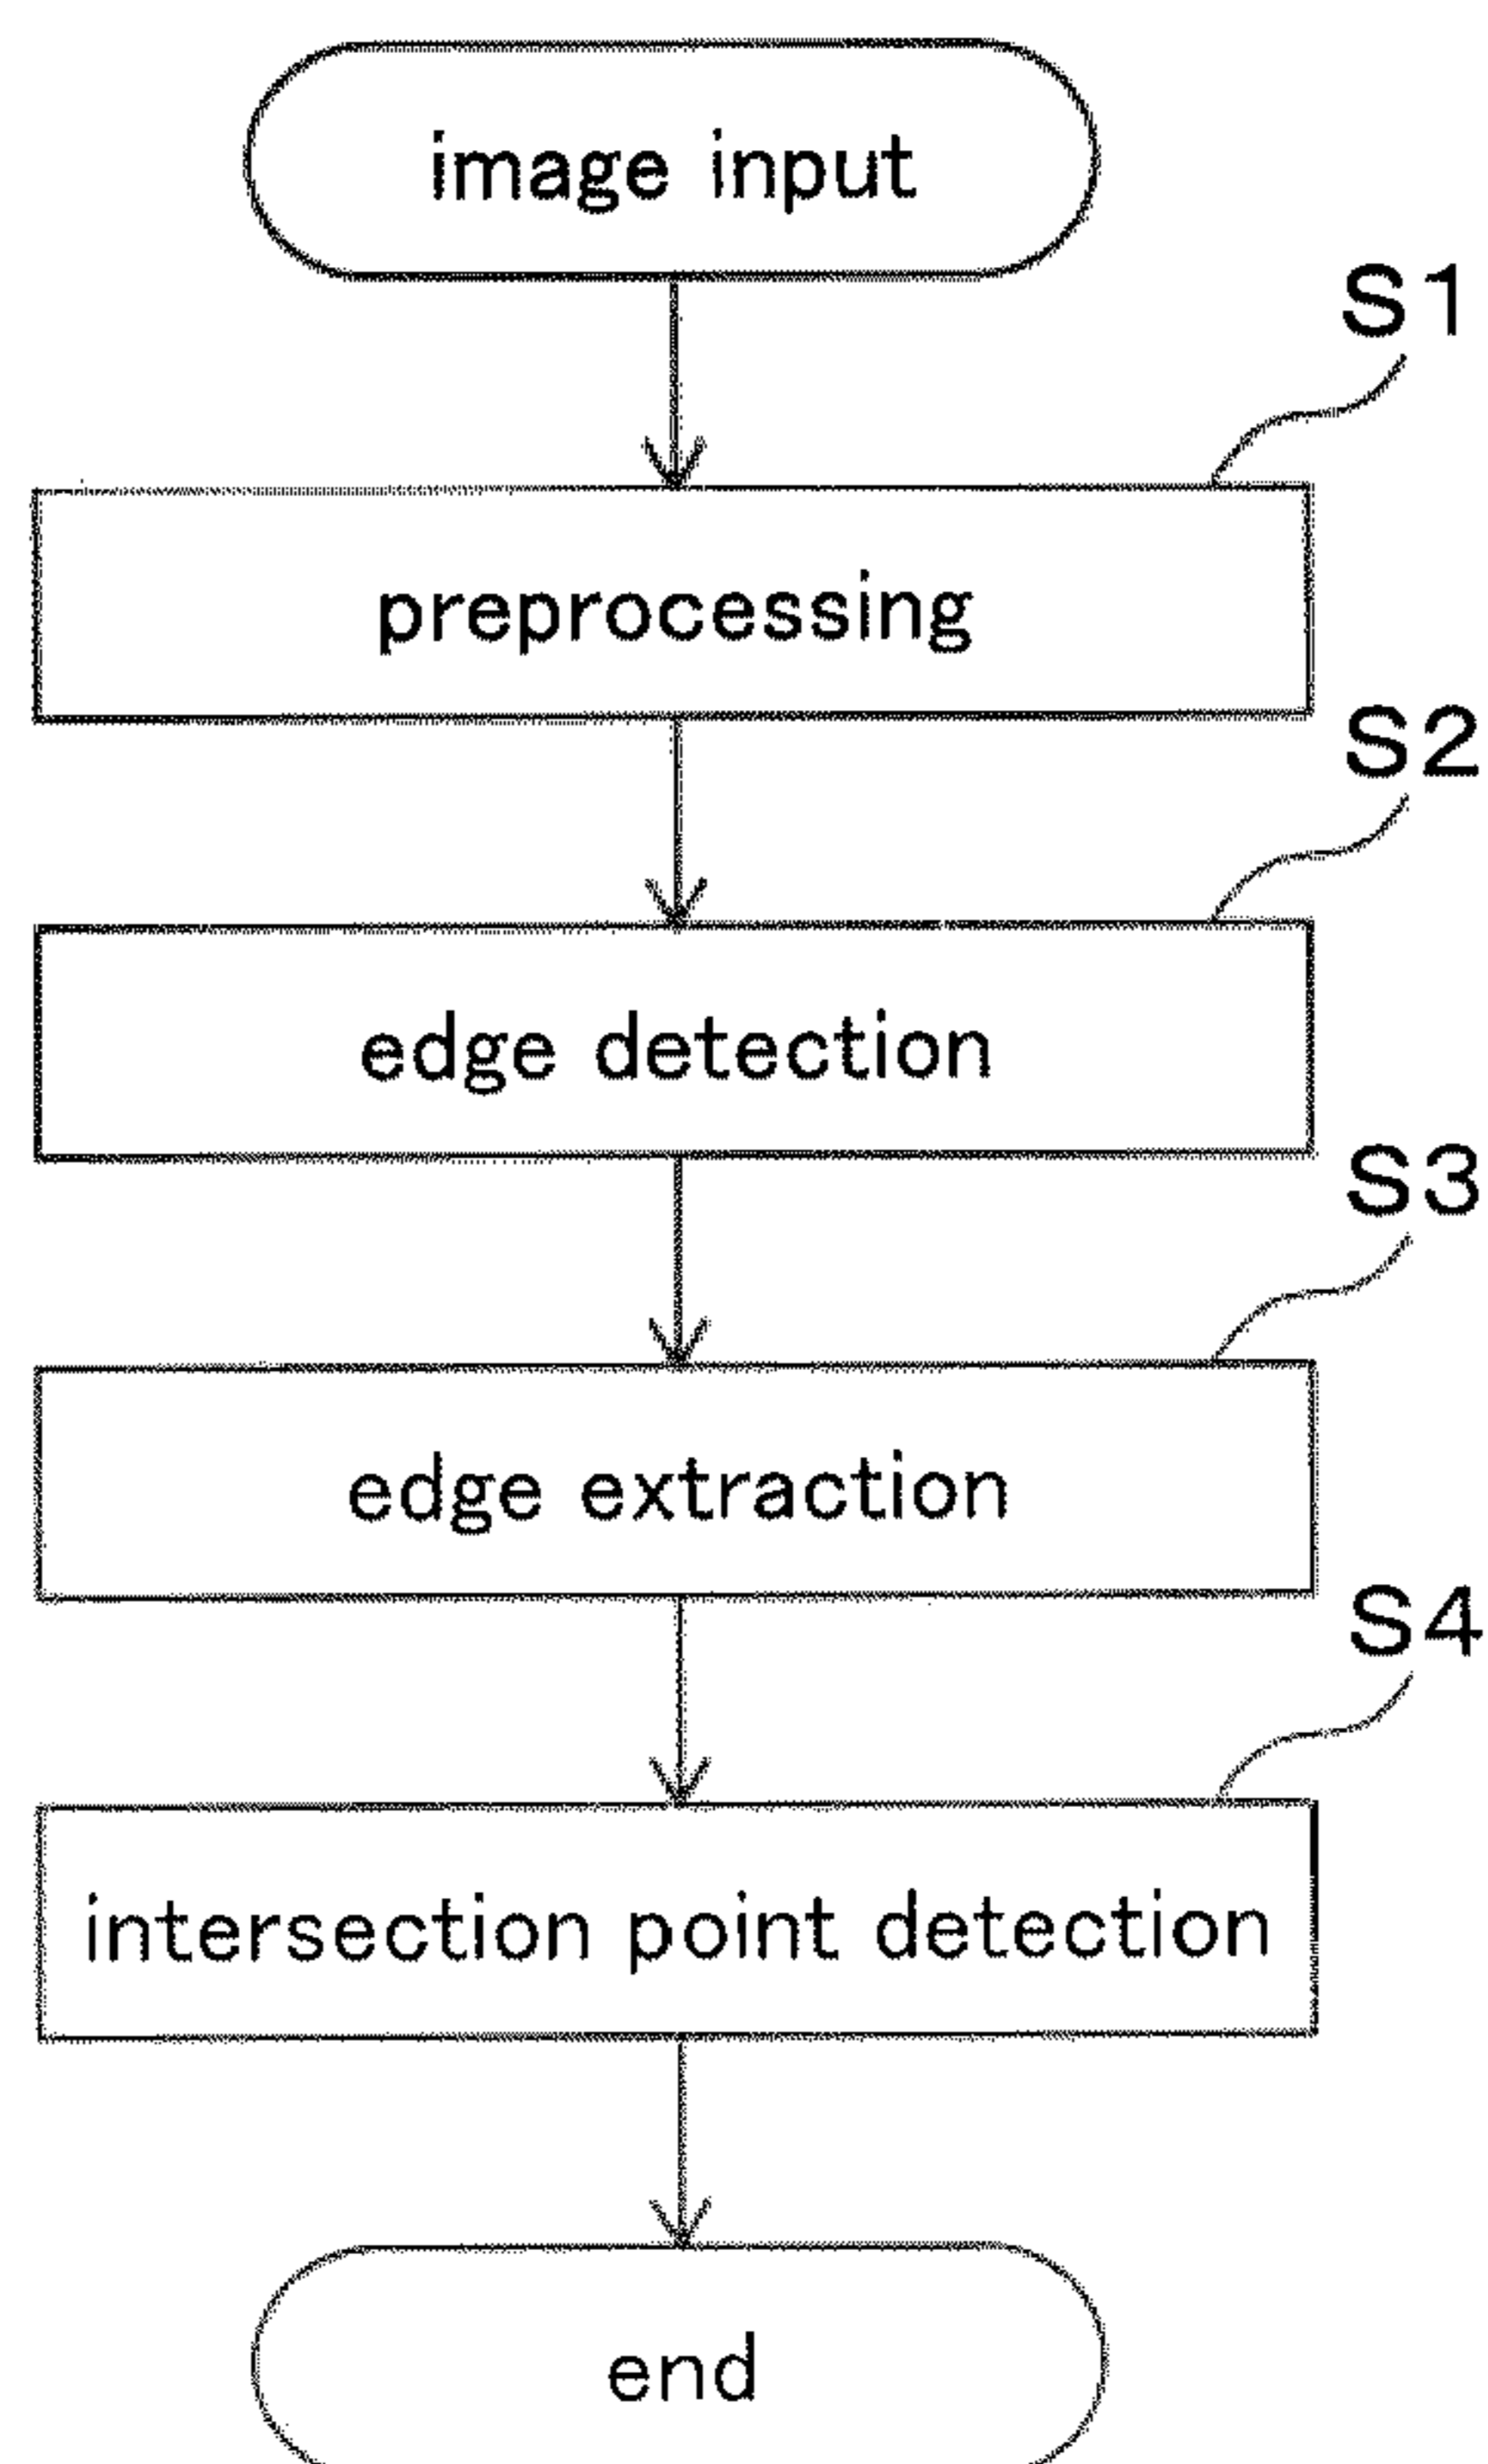 image input
S1
preprocessing
S2
edge detection
S3
edge extraction
S4
intersection point detection
end